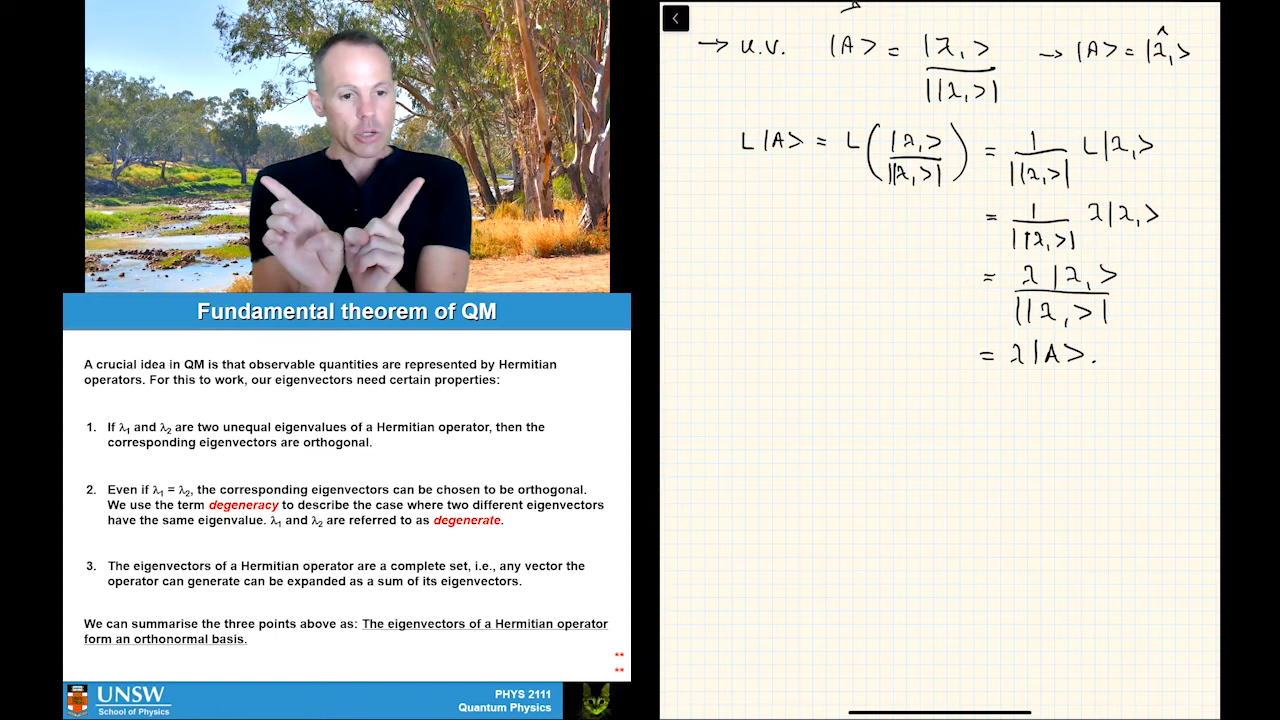 Fundamental theorem of QM
A crucial idea in QM is that observable quantities are represented by Hermitian
operators. For this to work, our eigenvectors need certain properties:
1. If λ₁ and λ₂ are two unequal eigenvalues of a Hermitian operator, then the
corresponding eigenvectors are orthogonal.
2. Even if λ₁ = λ₂, the corresponding eigenvectors can be chosen to be orthogonal.
We use the term degeneracy to describe the case where two different eigenvectors
have the same eigenvalue. λ₁ and λ₂ are referred to as degenerate.
3. The eigenvectors of a Hermitian operator are a complete set, i.e., any vector the
operator can generate can be expanded as a sum of its eigenvectors.
We can summarise the three points above as: The eigenvectors of a Hermitian operator
form an orthonormal basis.
**
**
UNSW
School of Physics
PHYS 2111
Quantum Physics
→ u.v. |A> = |λ₁> / ||λ₁>| → |A> = |λ̂₁>
L|A> = L(|λ₁> / ||λ₁>|) = 1 / ||λ₁>| L|λ₁>
= 1 / ||λ₁>| λ|λ₁>
= λ|λ₁> / ||λ₁>|
= λ|A>.